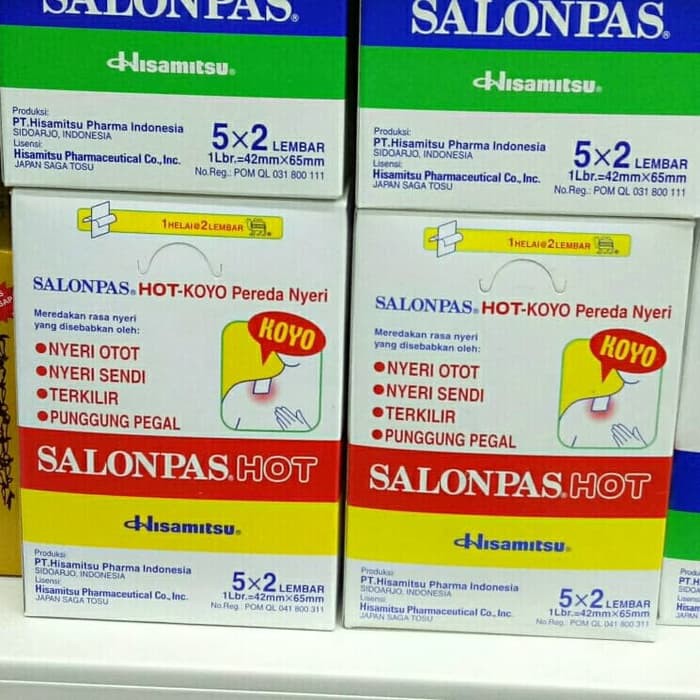 SALONPAS®
Hisamitsu®
Produksi:
PT.Hisamitsu Pharma Indonesia
SIDOARJO, INDONESIA
Lisensi:
Hisamitsu Pharmaceutical Co.,Inc.
JAPAN SAGA TOSU
5×2 LEMBAR
1Lbr.=42mm×65mm
No.Reg.: POM QL 031 800 111
SALONPAS®
Hisamitsu®
Produksi:
PT.Hisamitsu Pharma Indonesia
SIDOARJO, INDONESIA
Lisensi:
Hisamitsu Pharmaceutical Co.,Inc.
JAPAN SAGA TOSU
5×2 LEMBAR
1Lbr.=42mm×65mm
No.Reg.: POM QL 031 800 111
1HELAI@2LEMBAR
SALONPAS® HOT-KOYO Pereda Nyeri
Meredakan rasa nyeri
yang disebabkan oleh:
●NYERI OTOT
●NYERI SENDI
●TERKILIR
●PUNGGUNG PEGAL
KOYO
SALONPAS®HOT
Hisamitsu®
Produksi:
PT.Hisamitsu Pharma Indonesia
SIDOARJO, INDONESIA
Lisensi:
Hisamitsu Pharmaceutical Co.,Inc.
JAPAN SAGA TOSU
5×2 LEMBAR
1Lbr.=42mm×65mm
No.Reg.: POM QL 041 800 311
1HELAI@2LEMBAR
SALONPAS® HOT-KOYO Pereda Nyeri
Meredakan rasa nyeri
yang disebabkan oleh:
●NYERI OTOT
●NYERI SENDI
●TERKILIR
●PUNGGUNG PEGAL
KOYO
SALONPAS®HOT
Hisamitsu®
Produksi:
PT.Hisamitsu Pharma Indonesia
SIDOARJO, INDONESIA
Lisensi:
Hisamitsu Pharmaceutical Co., Inc.
JAPAN SAGA TOSU
5×2 LEMBAR
1Lbr.=42mm×65mm
No.Reg.: POM QL 041 800 311